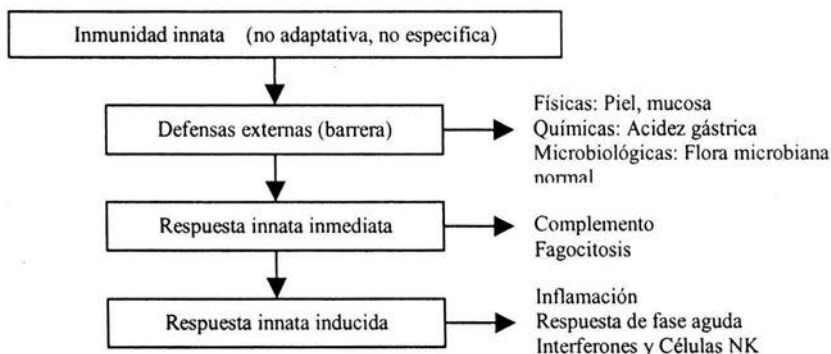 Inmunidad innata (no adaptativa, no especifica)
Defensas externas (barrera)
Físicas: Piel, mucosa
Químicas: Acidez gástrica
Microbiológicas: Flora microbiana
normal
Respuesta innata inmediata
Complemento
Fagocitosis
Respuesta innata inducida
Inflamación
Respuesta de fase aguda
Interferones y Células NK